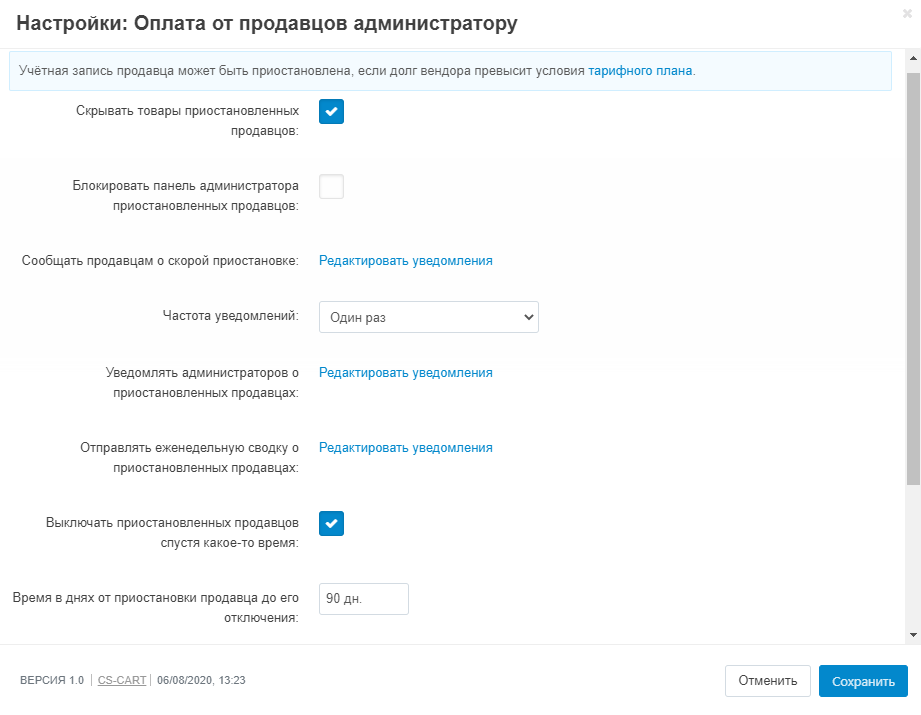 Настройки: Оплата от продавцов администратору
Учётная запись продавца может быть приостановлена, если долг вендора превысит условия тарифного плана.
Скрывать товары приостановленных
продавцов:
Блокировать панель администратора
приостановленных продавцов:
Сообщать продавцам о скорой приостановке: Редактировать уведомления
Частота уведомлений: Один раз
Уведомлять администраторов о Редактировать уведомления
приостановленных продавцах:
Отправлять еженедельную сводку о Редактировать уведомления
приостановленных продавцах:
Выключать приостановленных продавцов
спустя какое-то время:
Время в днях от приостановки продавца до его 90 дн.
отключения:
ВЕРСИЯ 1.0 | CS-CART | 06/08/2020, 13:23 Отменить Сохранить